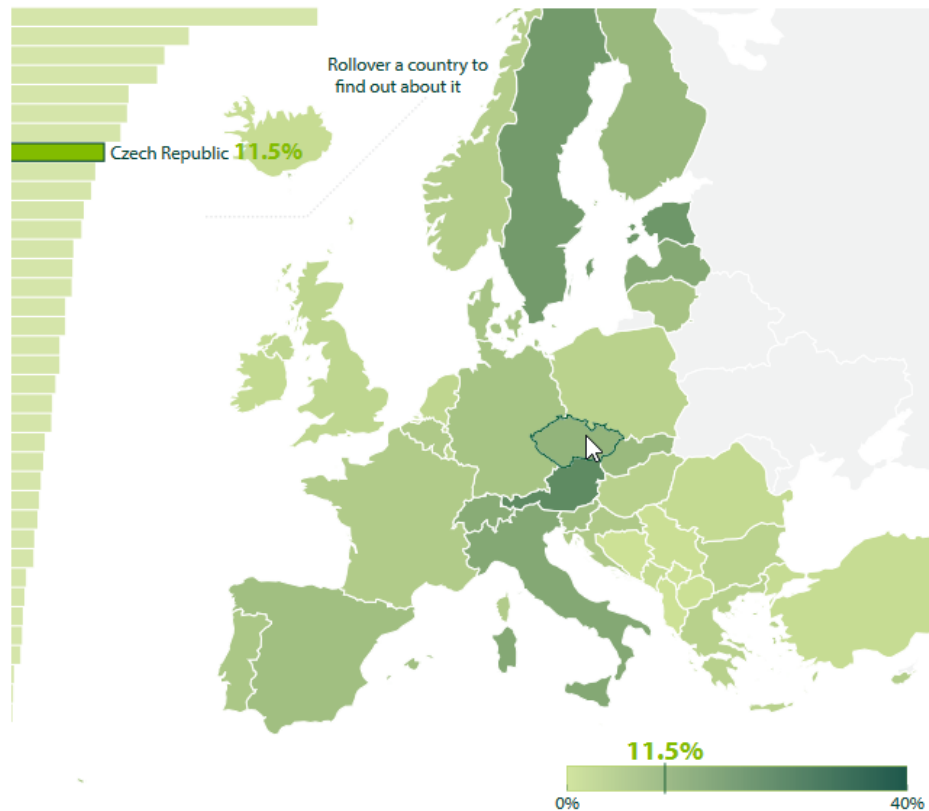 Rollover a country to
find out about it
Czech Republic 11.5%
11.5%
0% 40%